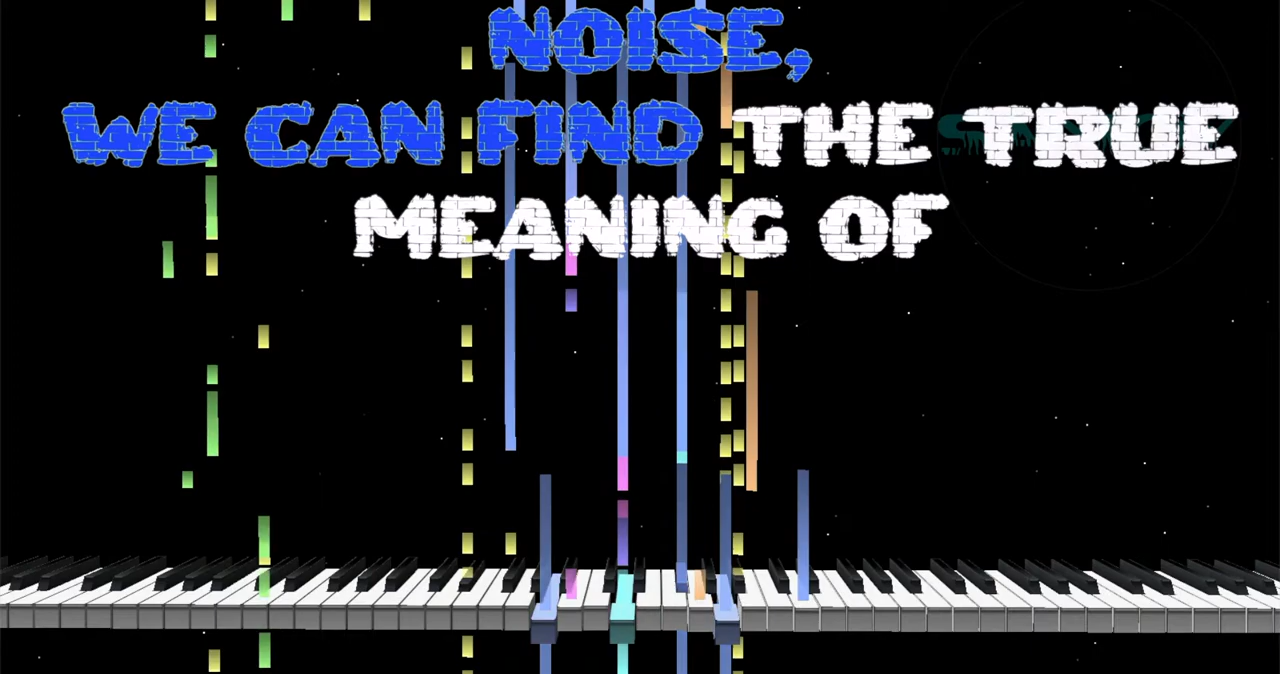 NOISE,
WE CAN FIND THE TRUE
MEANING OF